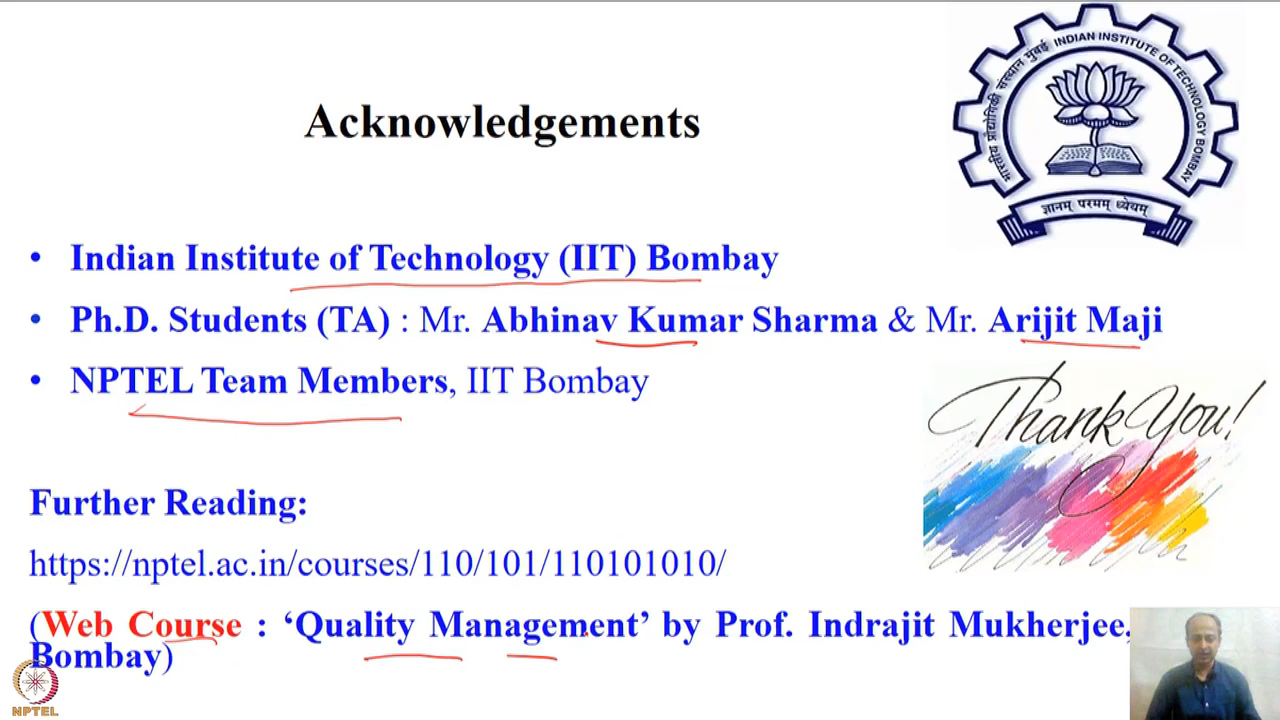 Acknowledgements
भारतीय प्रौद्योगिकी संस्थान मुंबई INDIAN INSTITUTE OF TECHNOLOGY BOMBAY
ज्ञानम् परमम् ध्येयम्
• Indian Institute of Technology (IIT) Bombay
• Ph.D. Students (TA) : Mr. Abhinav Kumar Sharma & Mr. Arijit Maji
• NPTEL Team Members, IIT Bombay
Thank You!
Further Reading:
https://nptel.ac.in/courses/110/101/110101010/
(Web Course : ‘Quality Management’ by Prof. Indrajit Mukherjee,
Bombay)
NPTEL